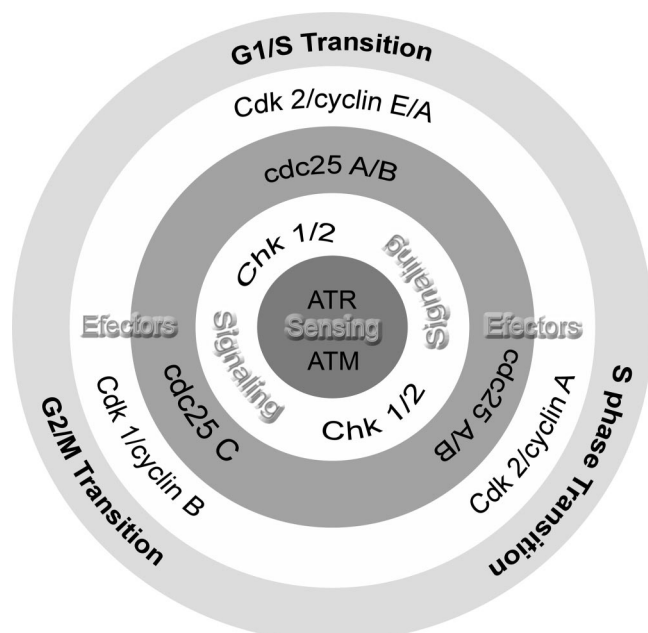 G1/S Transition
Cdk 2/cyclin E/A
cdc25 A/B
Chk 1/2
Signaling
ATR
Efectors
Sensing
Efectors
ATM
Signaling
Chk 1/2
cdc25 C
cdc25 A/B
Cdk 1/cyclin B
Cdk 2/cyclin A
G2/M Transition
S phase Transition